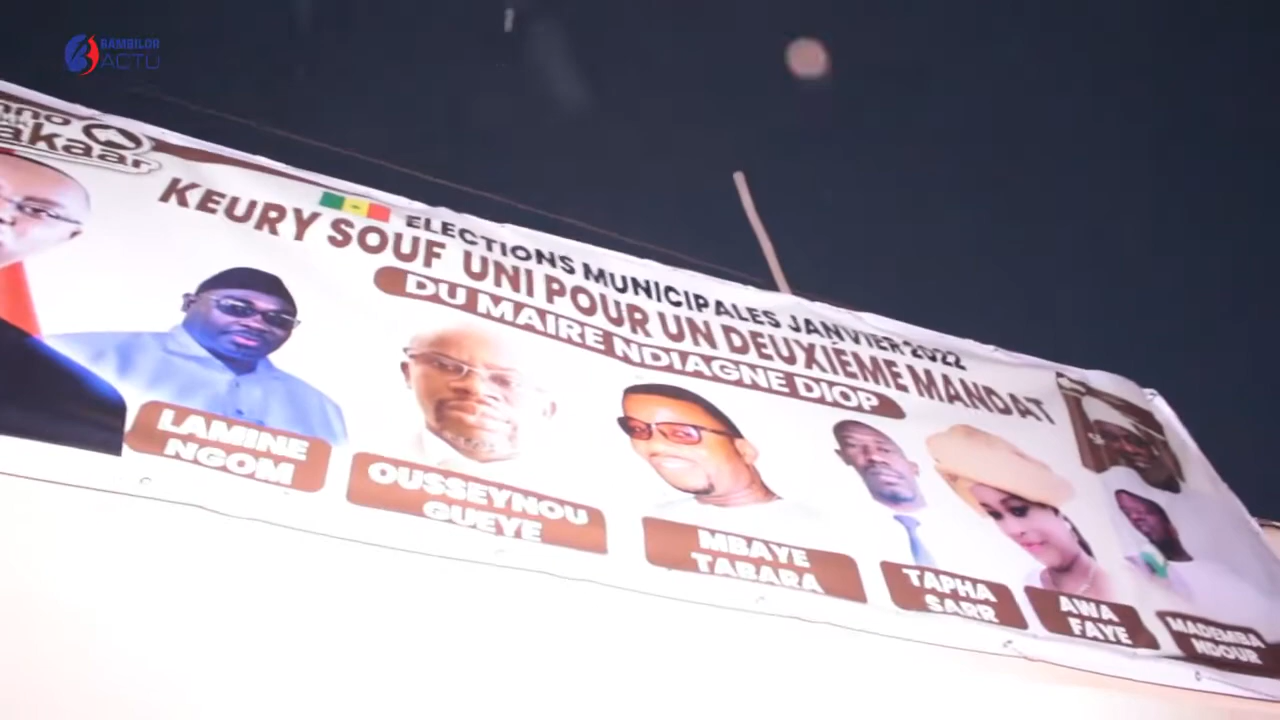 BAMBILOR
ACTU
akaar
ELECTIONS MUNICIPALES JANVIER 2022
KEURY SOUF UNI POUR UN DEUXIÉME MANDAT
DU MAIRE NDIAGNE DIOP
LAMINE
NGOM
OUSSEYNOU
GUEYE
MBAYE
TABARA
TAPHA
SARR
AWA
FAYE
MADEMBA
NDOUR